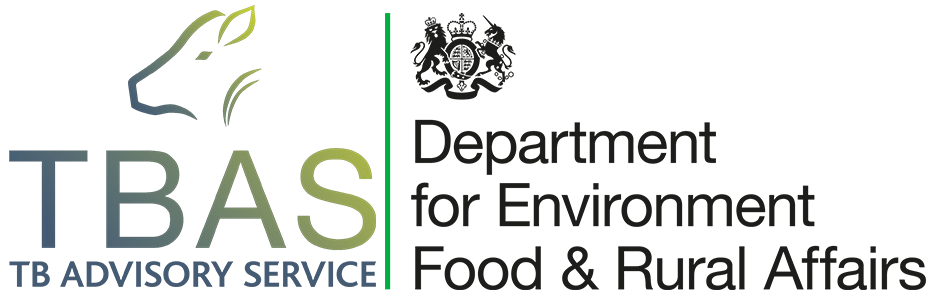 TBAS
TB ADVISORY SERVICE
Department
for Environment
Food & Rural Affairs